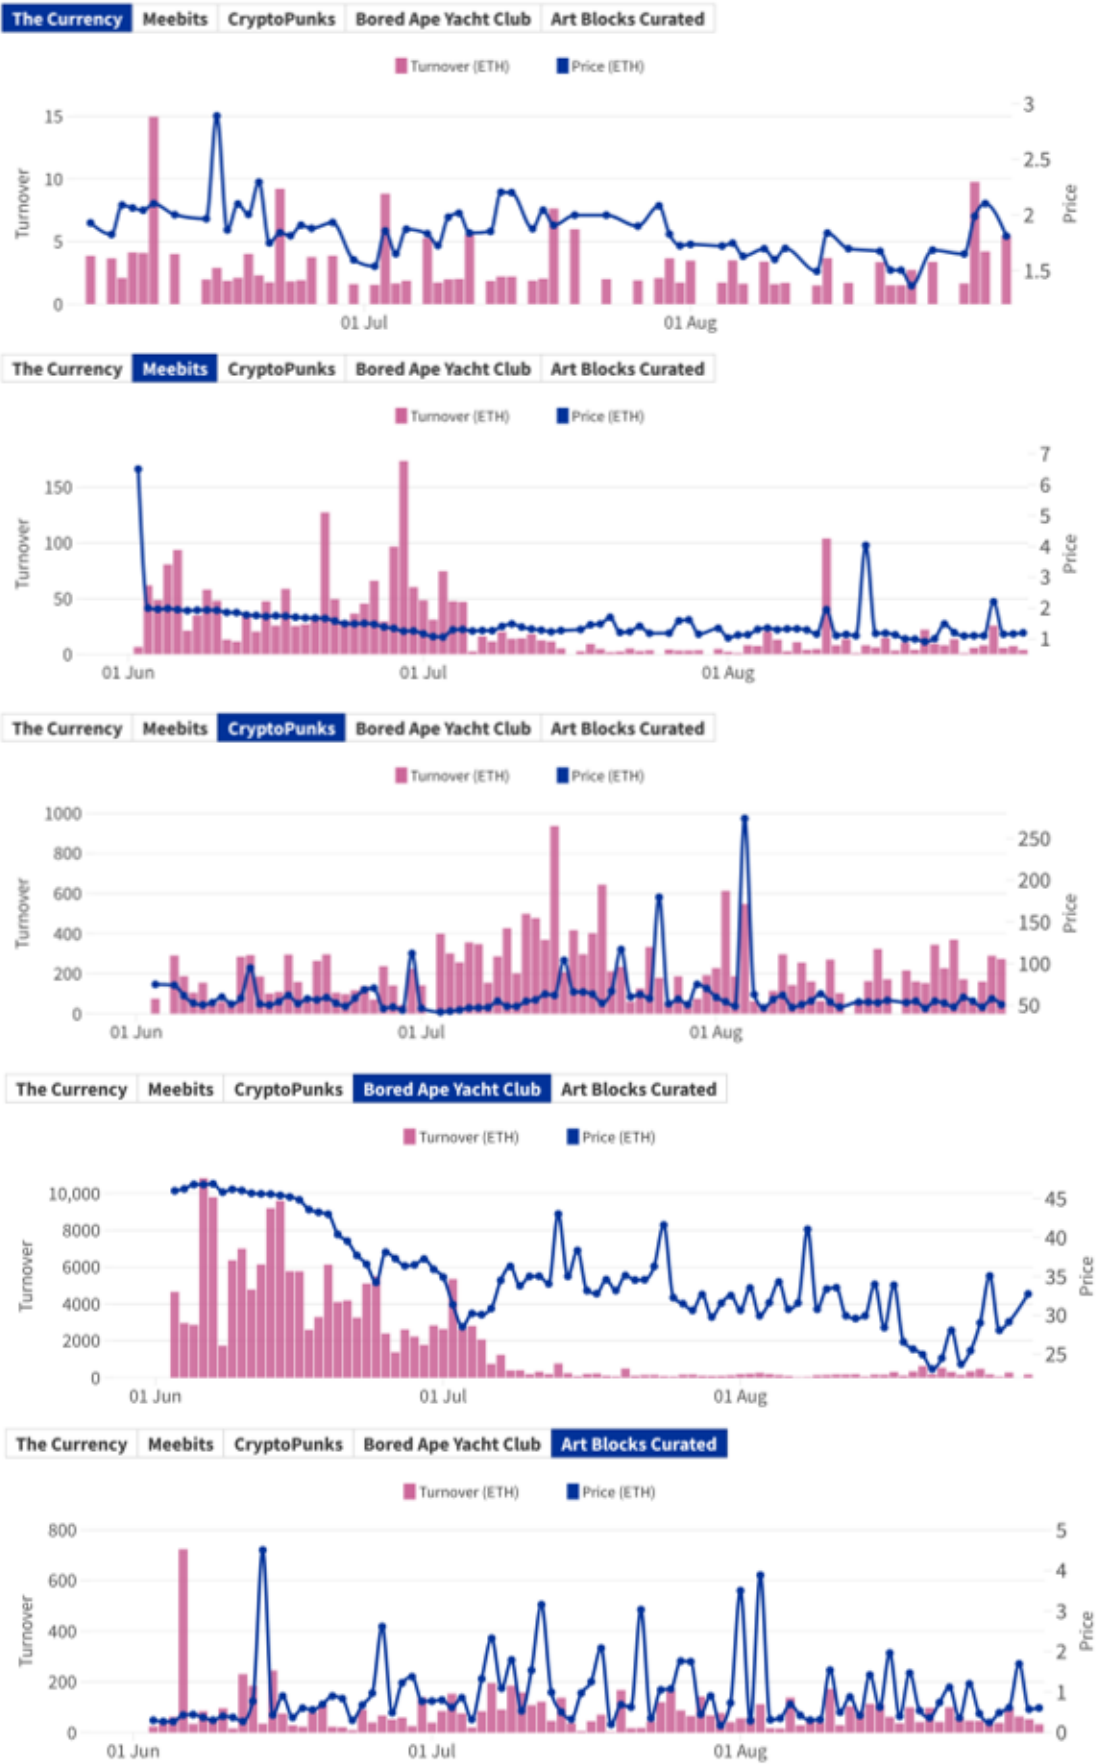 The Currency Meebits CryptoPunks Bored Ape Yacht Club Art Blocks Curated
Turnover (ETH) Price (ETH)
15 10 5 0
Turnover
3 2.5 2 1.5
Price
01 Jul 01 Aug
The Currency Meebits CryptoPunks Bored Ape Yacht Club Art Blocks Curated
Turnover (ETH) Price (ETH)
150 100 50 0
Turnover
7 6 5 4 3 2 1
Price
01 Jun 01 Jul 01 Aug
The Currency Meebits CryptoPunks Bored Ape Yacht Club Art Blocks Curated
Turnover (ETH) Price (ETH)
1000 800 600 400 200 0
Turnover
250 200 150 100 50
Price
01 Jun 01 Jul 01 Aug
The Currency Meebits CryptoPunks Bored Ape Yacht Club Art Blocks Curated
Turnover (ETH) Price (ETH)
10,000 8000 6000 4000 2000 0
Turnover
45 40 35 30 25
Price
01 Jun 01 Jul 01 Aug
The Currency Meebits CryptoPunks Bored Ape Yacht Club Art Blocks Curated
Turnover (ETH) Price (ETH)
800 600 400 200 0
Turnover
5 4 3 2 1 0
Price
01 Jun 01 Jul 01 Aug